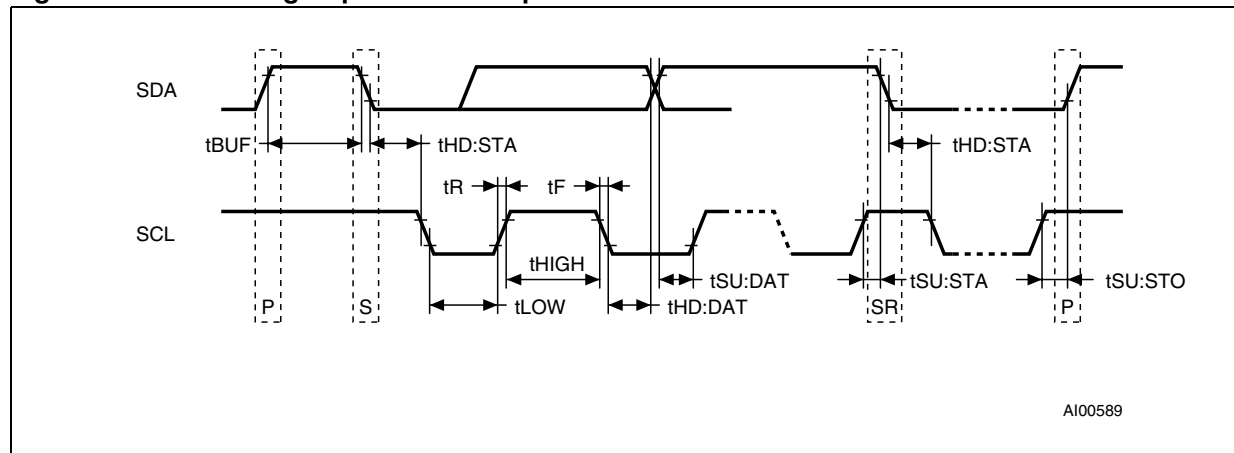 SDA
tBUF
tHD:STA
tHD:STA
tR
tF
SCL
tHIGH
tSU:DAT
tSU:STA
tSU:STO
tLOW
tHD:DAT
P
S
SR
P
AI00589